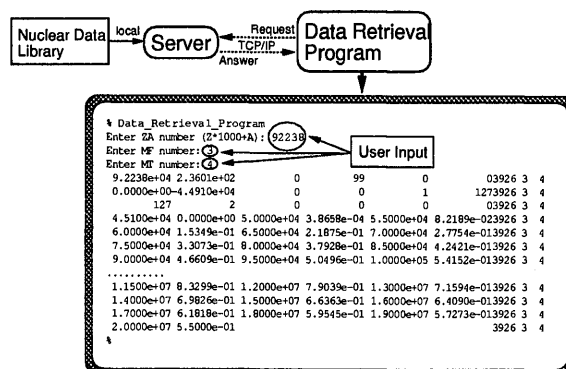 Nuclear Data
Library
local
Server
Request
TCP/IP
Answer
Data Retrieval
Program
% Data_Retrieval_Program
Enter ZA number (Z*1000+A): 92238
Enter MF number: 3
Enter MT number: 4
User Input
9.2238e+04 2.3601e+02 0 99 0 03926 3 4
0.0000e+00-4.4910e+04 0 0 1 1273926 3 4
127 2 0 0 0 03926 3 4
4.5100e+04 0.0000e+00 5.0000e+04 3.8658e-04 5.5000e+04 8.2189e-023926 3 4
6.0000e+04 1.5349e-01 6.5000e+04 2.1875e-01 7.0000e+04 2.7754e-013926 3 4
7.5000e+04 3.3073e-01 8.0000e+04 3.7928e-01 8.5000e+04 4.2421e-013926 3 4
9.0000e+04 4.6609e-01 9.5000e+04 5.0496e-01 1.0000e+05 5.4152e-013926 3 4
..........
1.1500e+07 8.3299e-01 1.2000e+07 7.9039e-01 1.3000e+07 7.1594e-013926 3 4
1.4000e+07 6.9826e-01 1.5000e+07 6.6363e-01 1.6000e+07 6.4090e-013926 3 4
1.7000e+07 6.1818e-01 1.8000e+07 5.9545e-01 1.9000e+07 5.7273e-013926 3 4
2.0000e+07 5.5000e-01 3926 3 4
%